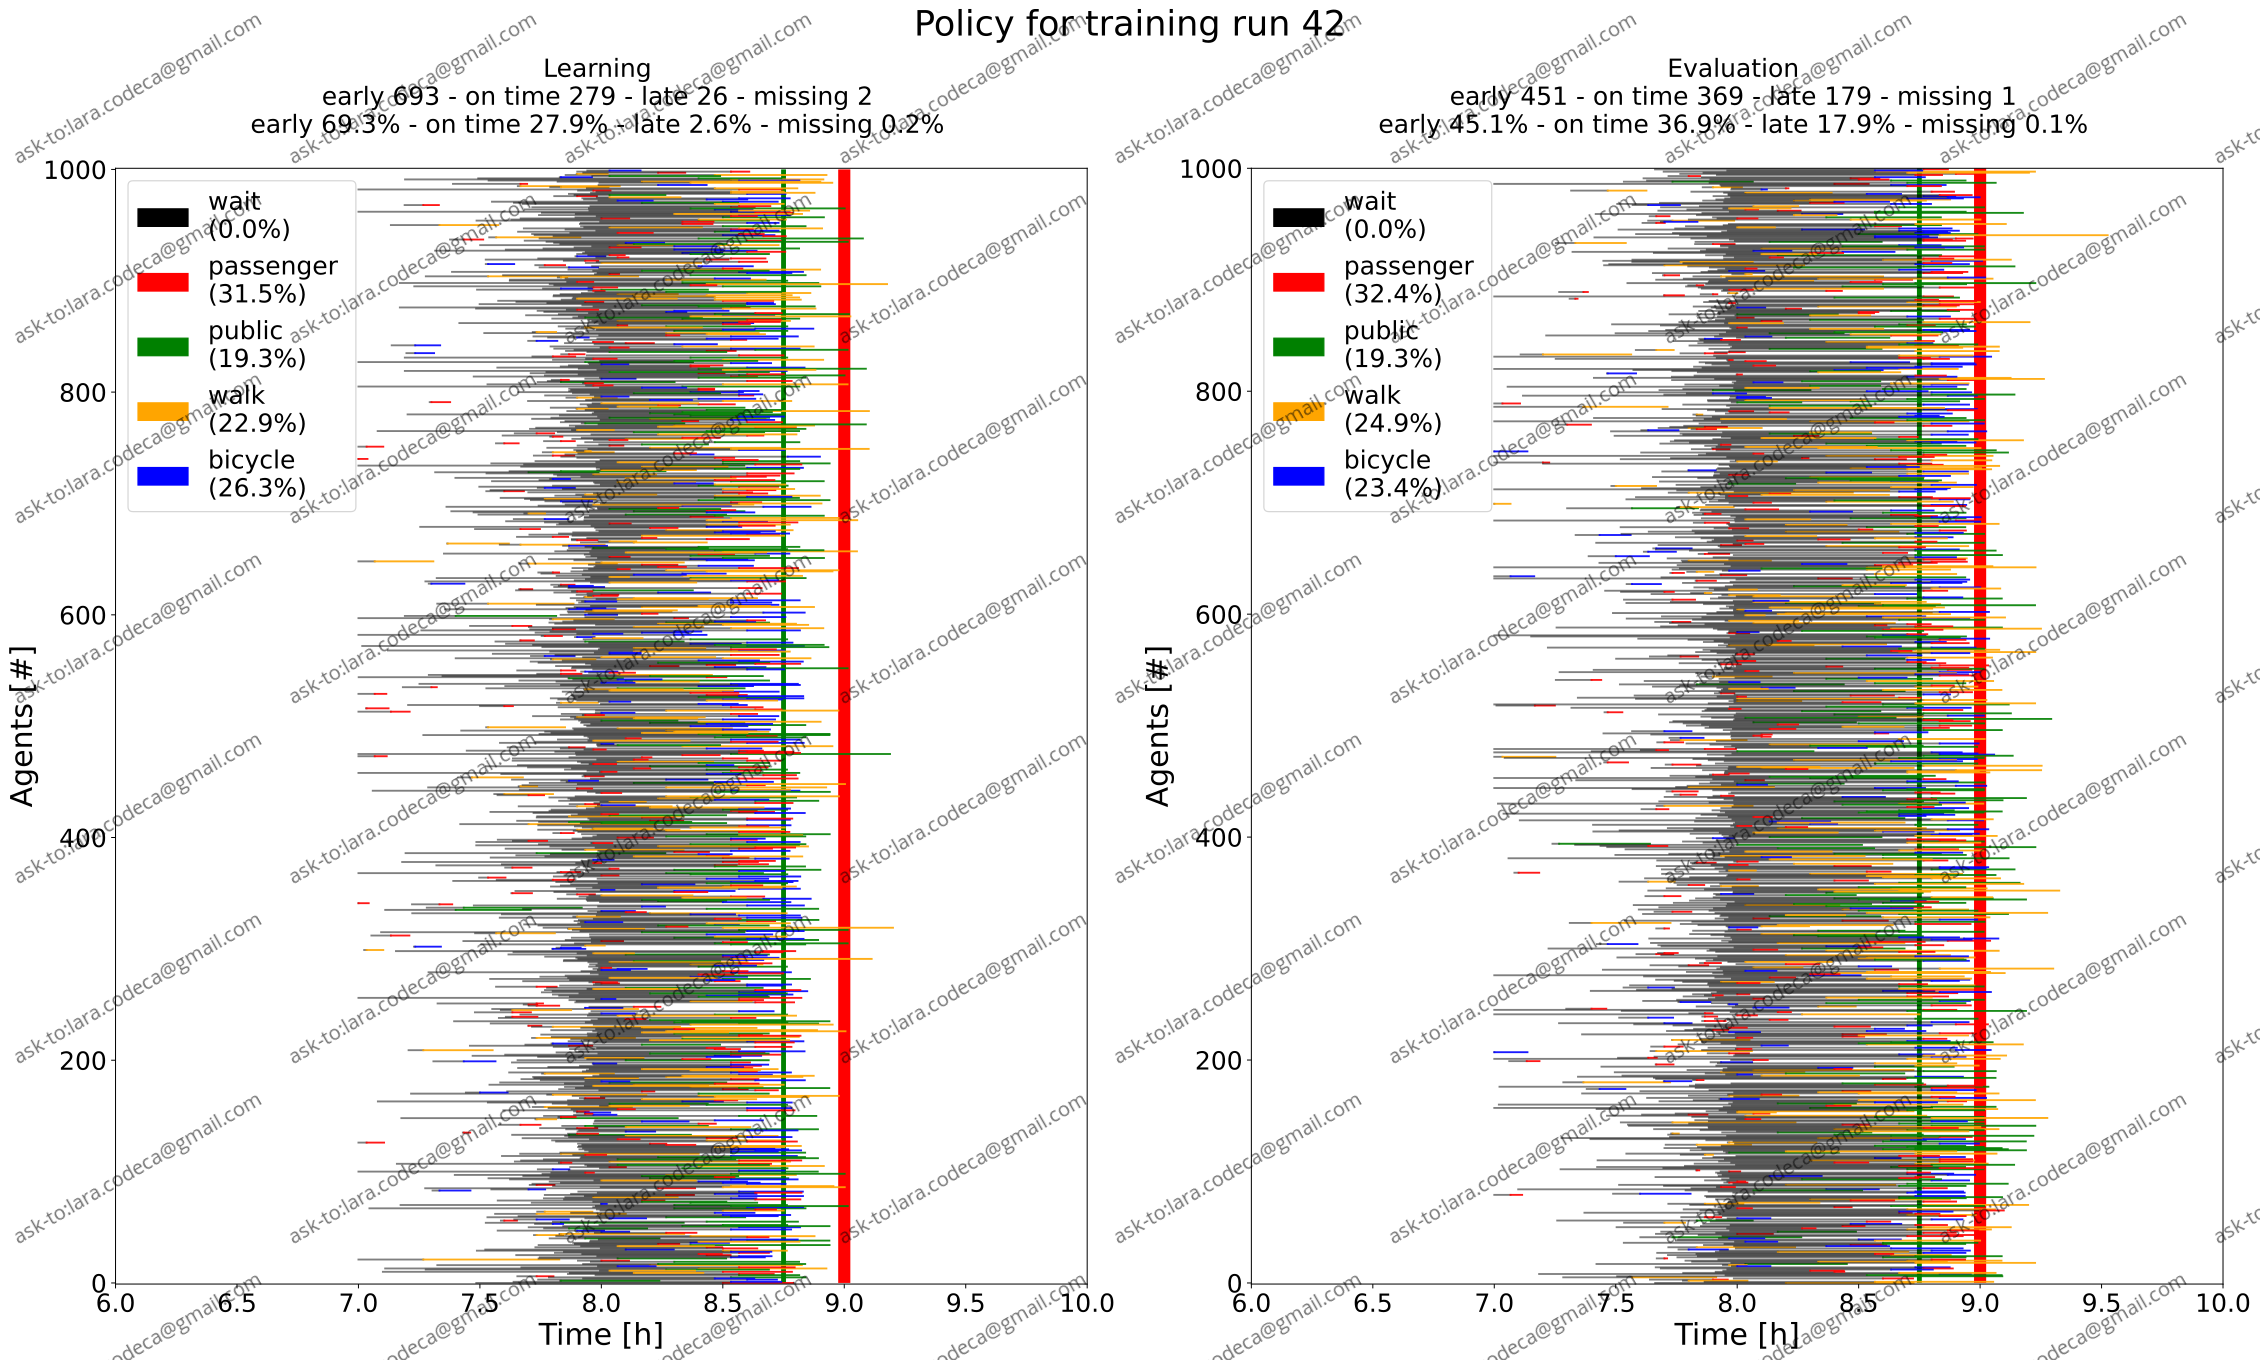 Policy for training run 42
Learning
early 693 - on time 279 - late 26 - missing 2
early 69.3% - on time 27.9% - late 2.6% - missing 0.2%
1000
800
600
400
200
0
Agents [#]
wait
(0.0%)
passenger
(31.5%)
public
(19.3%)
walk
(22.9%)
bicycle
(26.3%)
6.0 6.5 7.0 7.5 8.0 8.5 9.0 9.5 10.0
Time [h]
Evaluation
early 451 - on time 369 - late 179 - missing 1
early 45.1% - on time 36.9% - late 17.9% - missing 0.1%
1000
800
600
400
200
0
Agents [#]
wait
(0.0%)
passenger
(32.4%)
public
(19.3%)
walk
(24.9%)
bicycle
(23.4%)
6.0 6.5 7.0 7.5 8.0 8.5 9.0 9.5 10.0
Time [h]
ask-to:lara.codeca@gmail.com